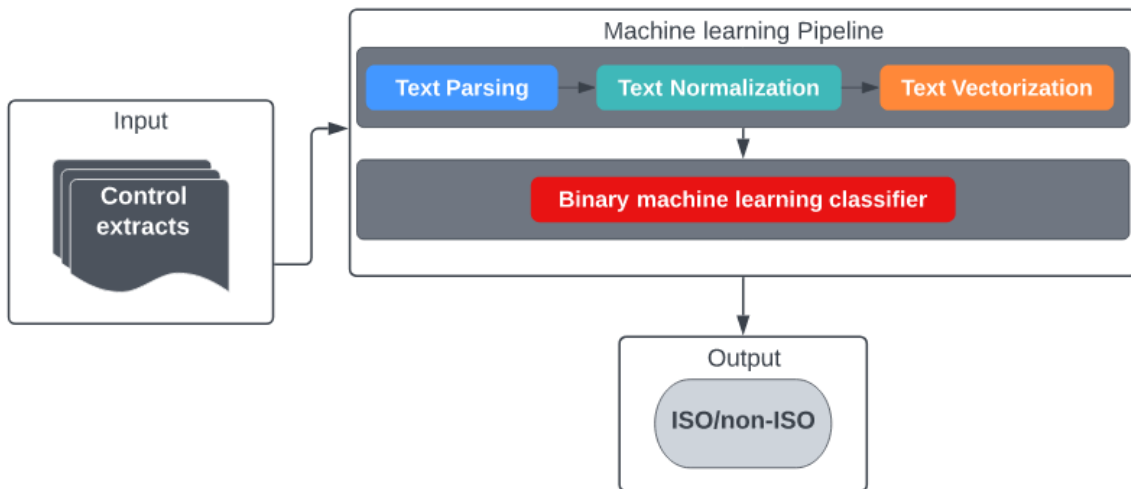 Machine learning Pipeline
Text Parsing
Text Normalization
Text Vectorization
Input
Control
extracts
Binary machine learning classifier
Output
ISO/non-ISO